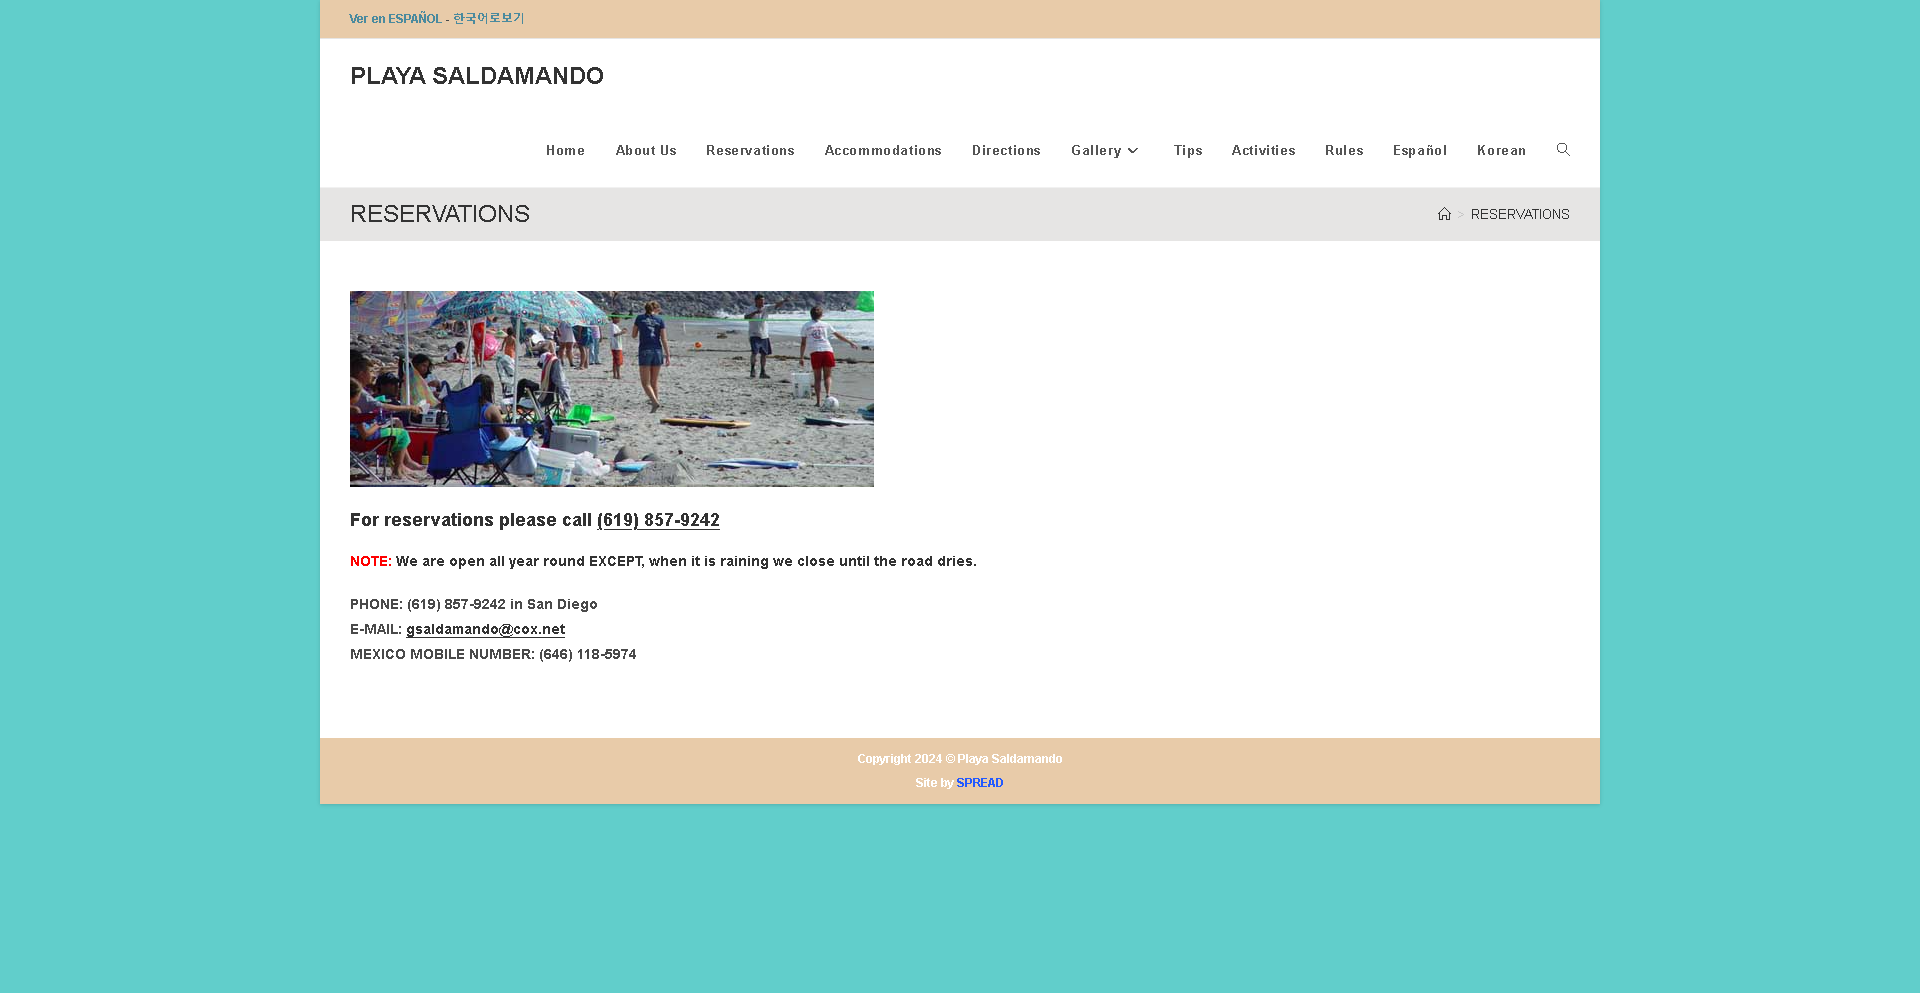 Ver en ESPAÑOL - 한국어로보기
PLAYA SALDAMANDO
Home About Us Reservations Accommodations Directions Gallery Tips Activities Rules Español Korean
RESERVATIONS
> RESERVATIONS
For reservations please call (619) 857-9242
NOTE: We are open all year round EXCEPT, when it is raining we close until the road dries.
PHONE: (619) 857-9242 in San Diego
E-MAIL: gsaldamando@cox.net
MEXICO MOBILE NUMBER: (646) 118-5974
Copyright 2024 © Playa Saldamando
Site by SPREAD